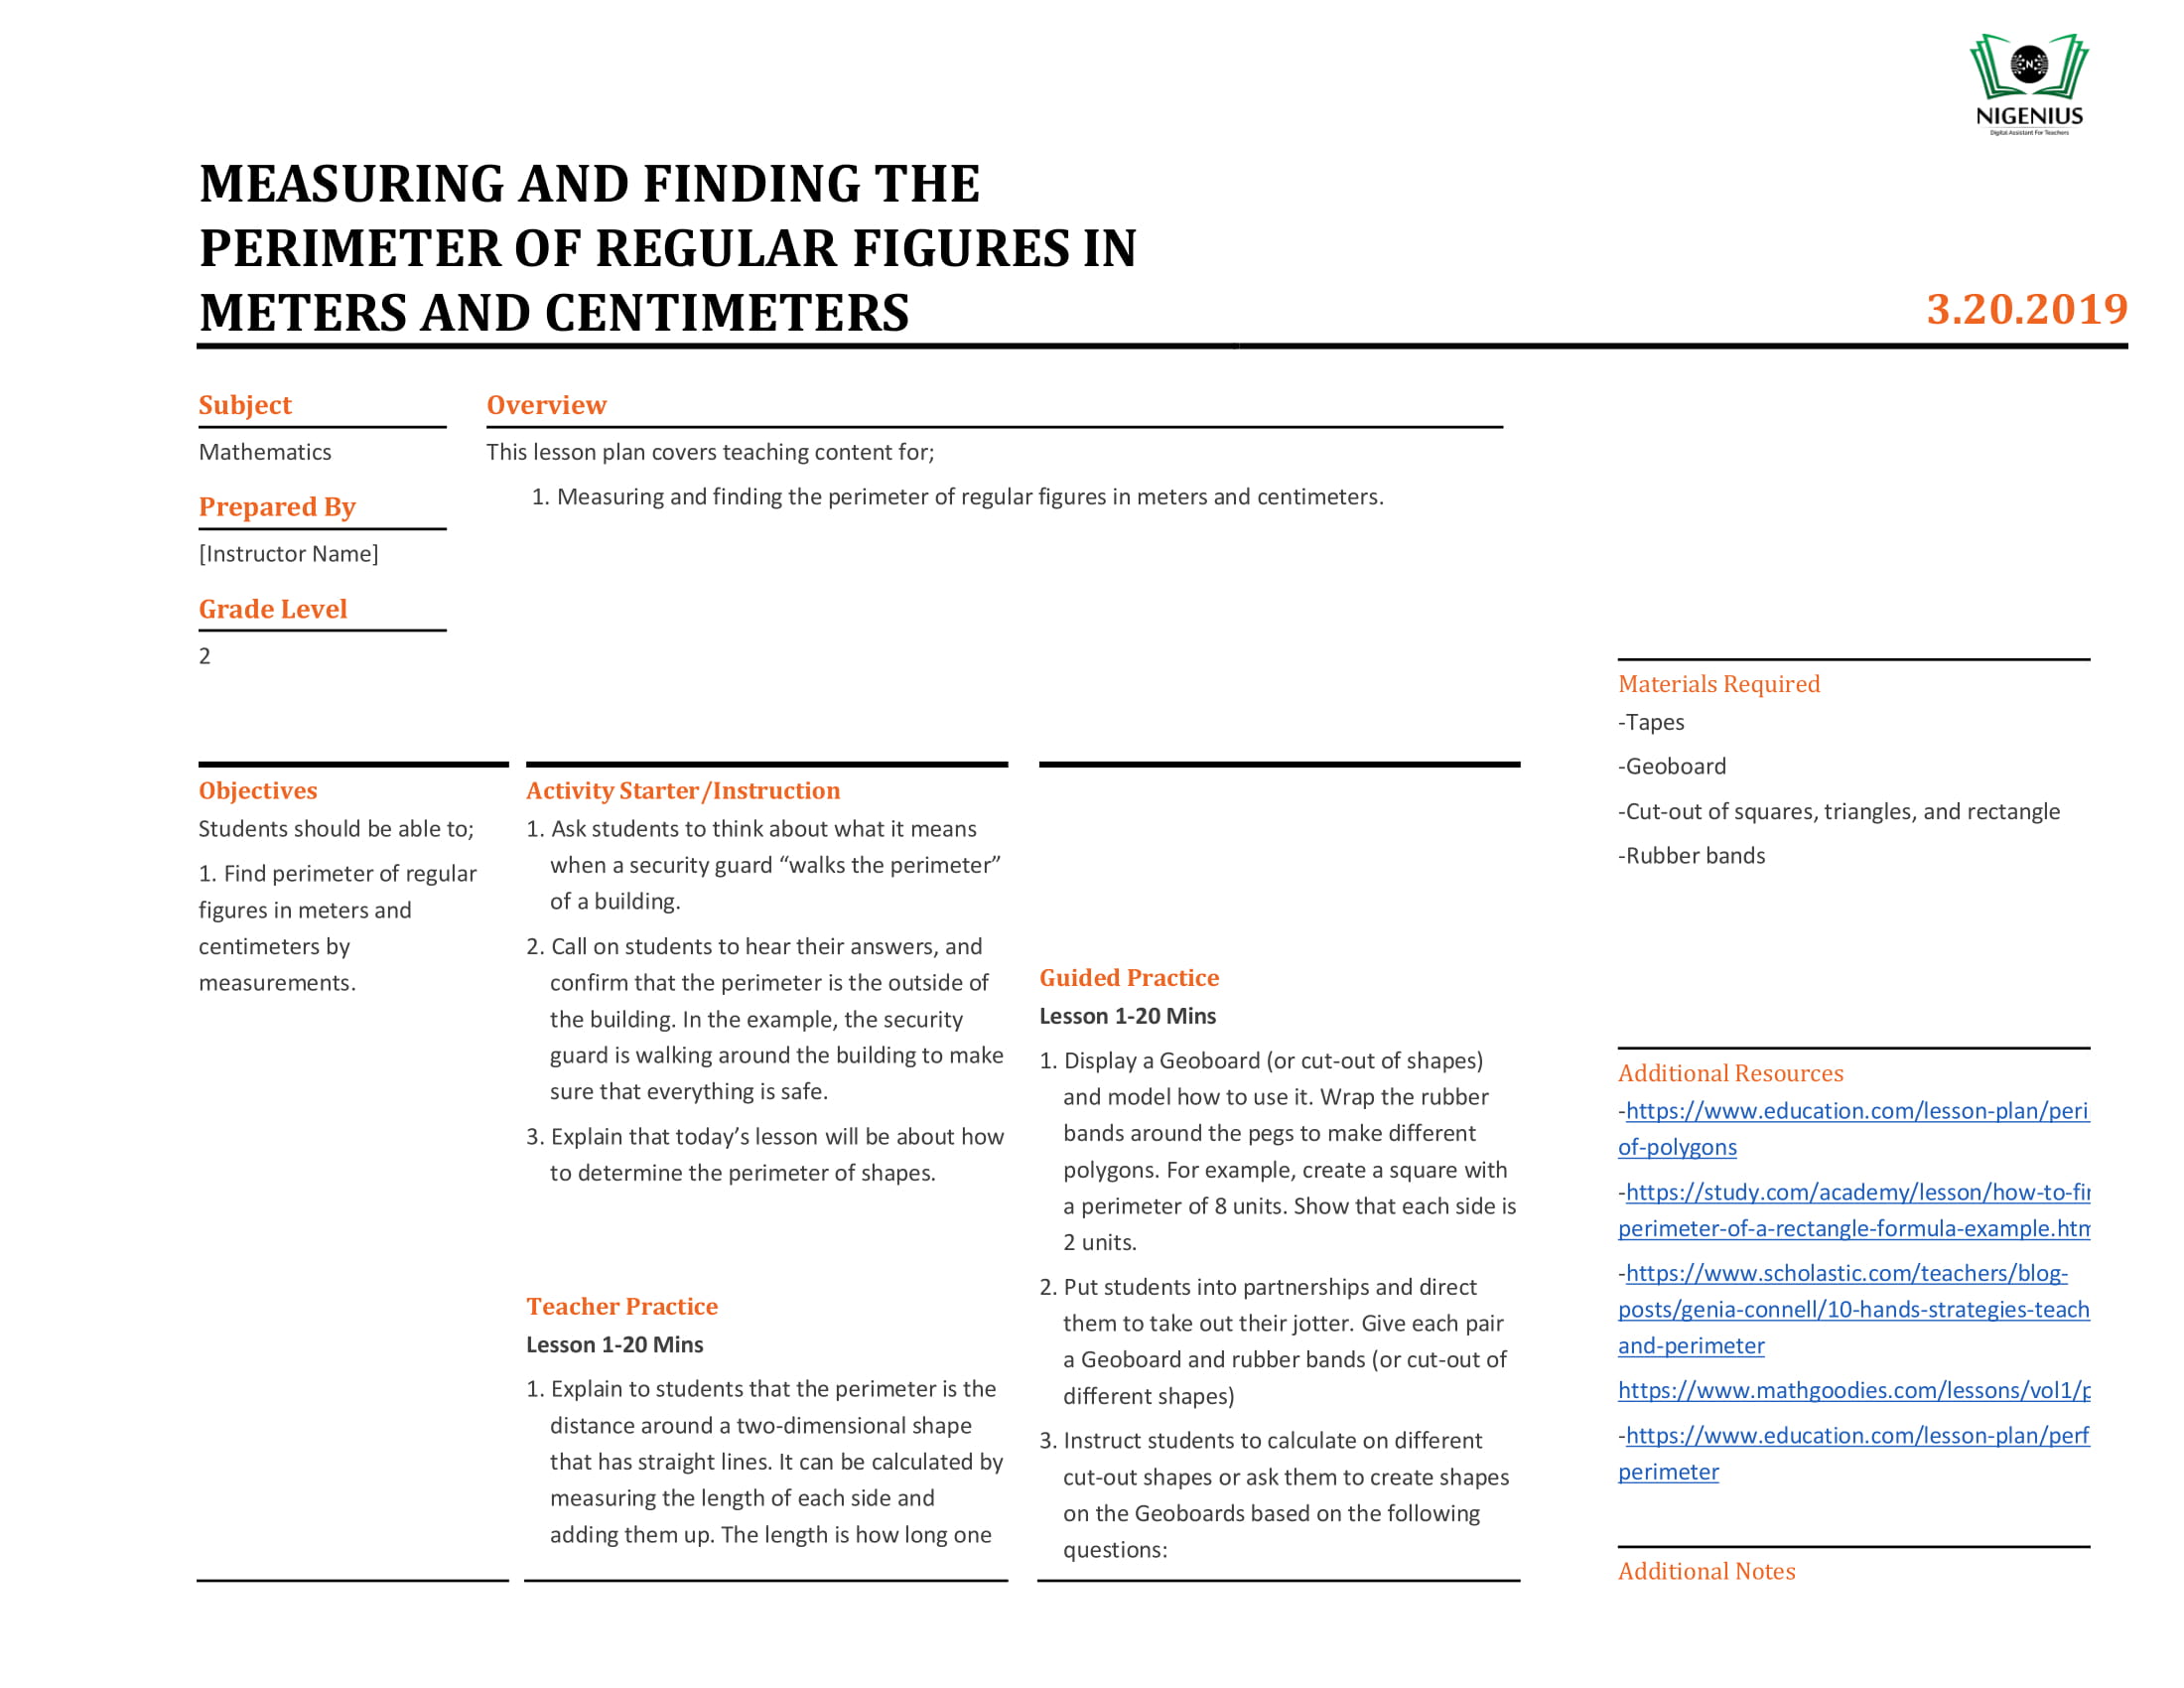 NIGENIUS
Digital Assistant For Teachers
MEASURING AND FINDING THE
PERIMETER OF REGULAR FIGURES IN
METERS AND CENTIMETERS
3.20.2019
Subject
Mathematics
Prepared By
[Instructor Name]
Grade Level
2
Overview
This lesson plan covers teaching content for;
1. Measuring and finding the perimeter of regular figures in meters and centimeters.
Objectives
Students should be able to;
1. Find perimeter of regular
figures in meters and
centimeters by
measurements.
Activity Starter/Instruction
1. Ask students to think about what it means
when a security guard “walks the perimeter”
of a building.
2. Call on students to hear their answers, and
confirm that the perimeter is the outside of
the building. In the example, the security
guard is walking around the building to make
sure that everything is safe.
3. Explain that today’s lesson will be about how
to determine the perimeter of shapes.
Teacher Practice
Lesson 1-20 Mins
1. Explain to students that the perimeter is the
distance around a two-dimensional shape
that has straight lines. It can be calculated by
measuring the length of each side and
adding them up. The length is how long one
Guided Practice
Lesson 1-20 Mins
1. Display a Geoboard (or cut-out of shapes)
and model how to use it. Wrap the rubber
bands around the pegs to make different
polygons. For example, create a square with
a perimeter of 8 units. Show that each side is
2 units.
2. Put students into partnerships and direct
them to take out their jotter. Give each pair
a Geoboard and rubber bands (or cut-out of
different shapes)
3. Instruct students to calculate on different
cut-out shapes or ask them to create shapes
on the Geoboards based on the following
questions:
Materials Required
-Tapes
-Geoboard
-Cut-out of squares, triangles, and rectangle
-Rubber bands
Additional Resources
-https://www.education.com/lesson-plan/peri
of-polygons
-https://study.com/academy/lesson/how-to-fin
perimeter-of-a-rectangle-formula-example.htm
-https://www.scholastic.com/teachers/blog-
posts/genia-connell/10-hands-strategies-teach
and-perimeter
https://www.mathgoodies.com/lessons/vol1/p
-https://www.education.com/lesson-plan/perf
perimeter
Additional Notes